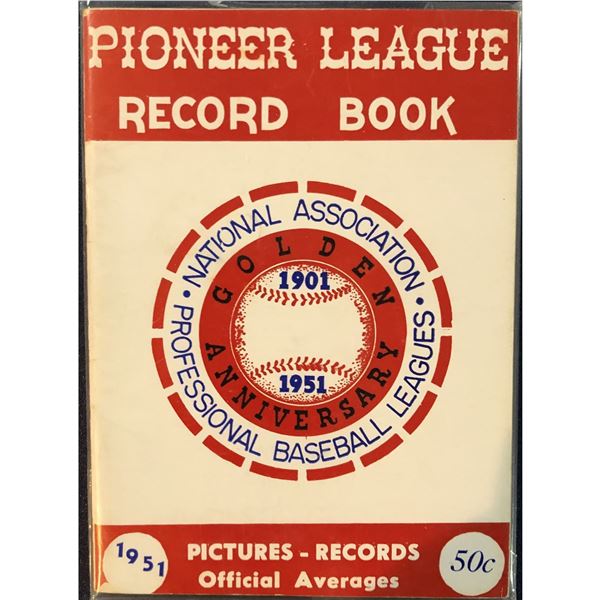 PIONEER LEAGUE
RECORD BOOK
• NATIONAL ASSOCIATION •
PROFESSIONAL BASEBALL LEAGUES
GOLDEN
1901
1951
ANNIVERSARY
1951
PICTURES - RECORDS
Official Averages
50c